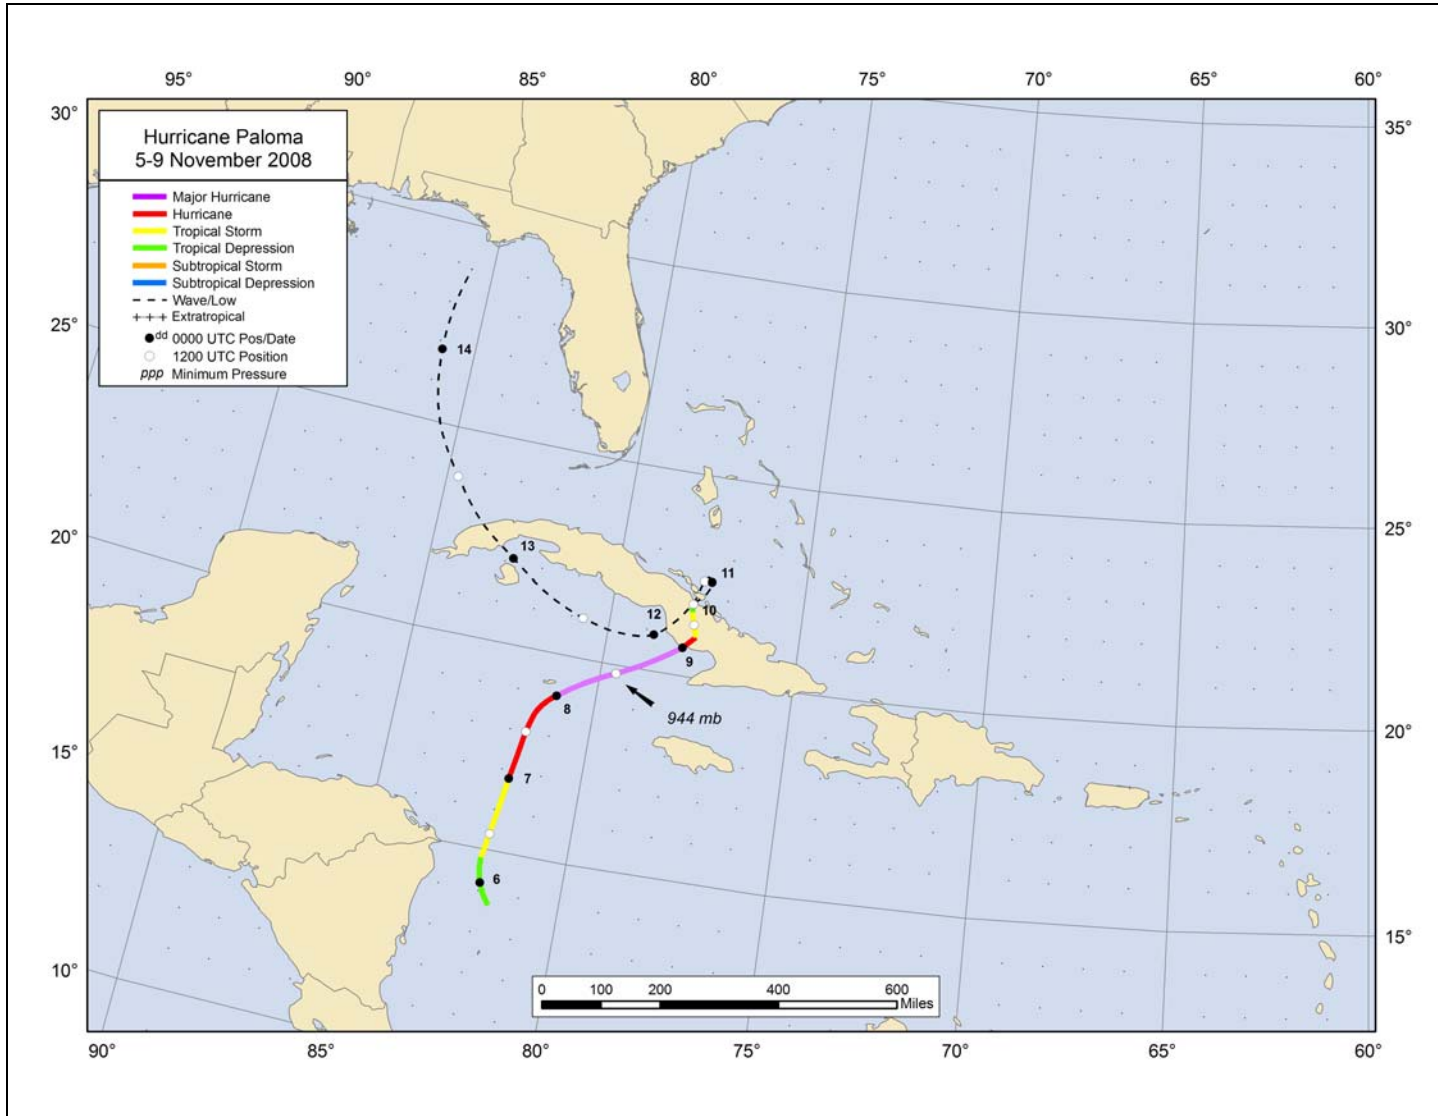 95° 90° 85° 80° 75° 70° 65° 60°
30°
35°
Hurricane Paloma
5-9 November 2008
Major Hurricane
Hurricane
Tropical Storm
Tropical Depression
Subtropical Storm
Subtropical Depression
Wave/Low
Extratropical
dd 0000 UTC Pos/Date
1200 UTC Position
ppp Minimum Pressure
25°
30°
14
20°
25°
13
11
12
10
9
8
944 mb
15°
20°
7
6
10°
15°
0 100 200 400 600
Miles
90° 85° 80° 75° 70° 65° 60°